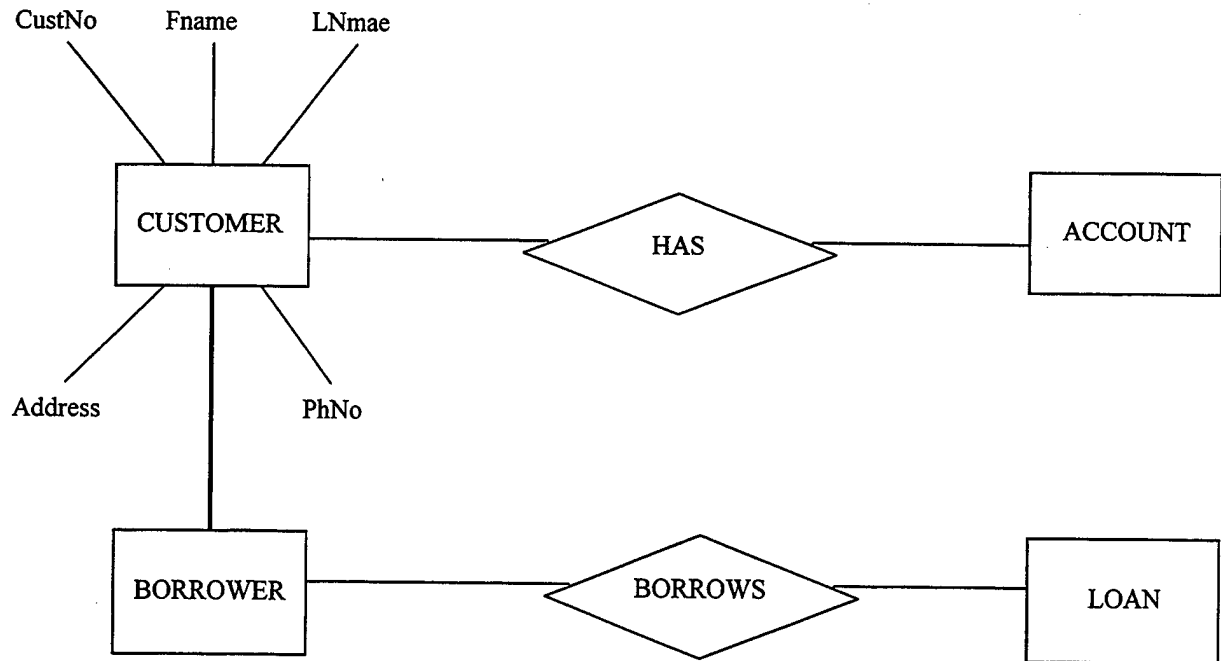 CustNo Fname LNmae
CUSTOMER
HAS
ACCOUNT
Address PhNo
BORROWER
BORROWS
LOAN